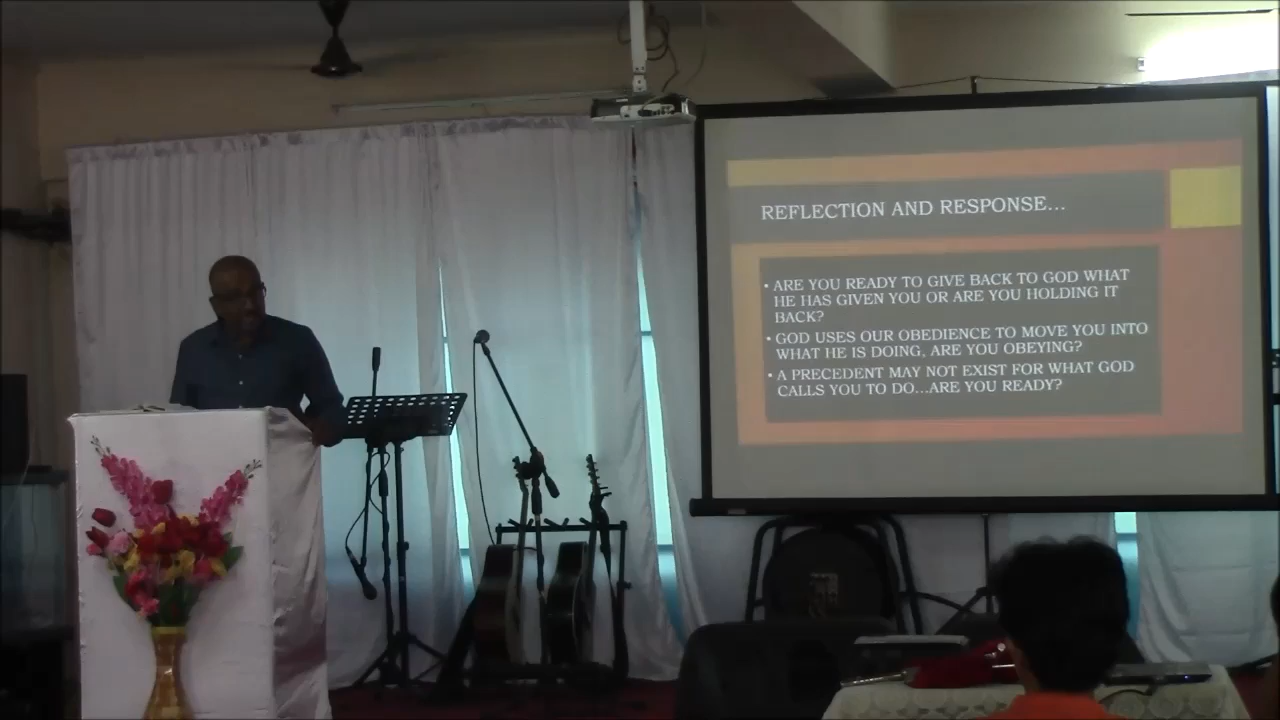 REFLECTION AND RESPONSE...
• ARE YOU READY TO GIVE BACK TO GOD WHAT
HE HAS GIVEN YOU OR ARE YOU HOLDING IT
BACK?
• GOD USES OUR OBEDIENCE TO MOVE YOU INTO
WHAT HE IS DOING, ARE YOU OBEYING?
• A PRECEDENT MAY NOT EXIST FOR WHAT GOD
CALLS YOU TO DO...ARE YOU READY?